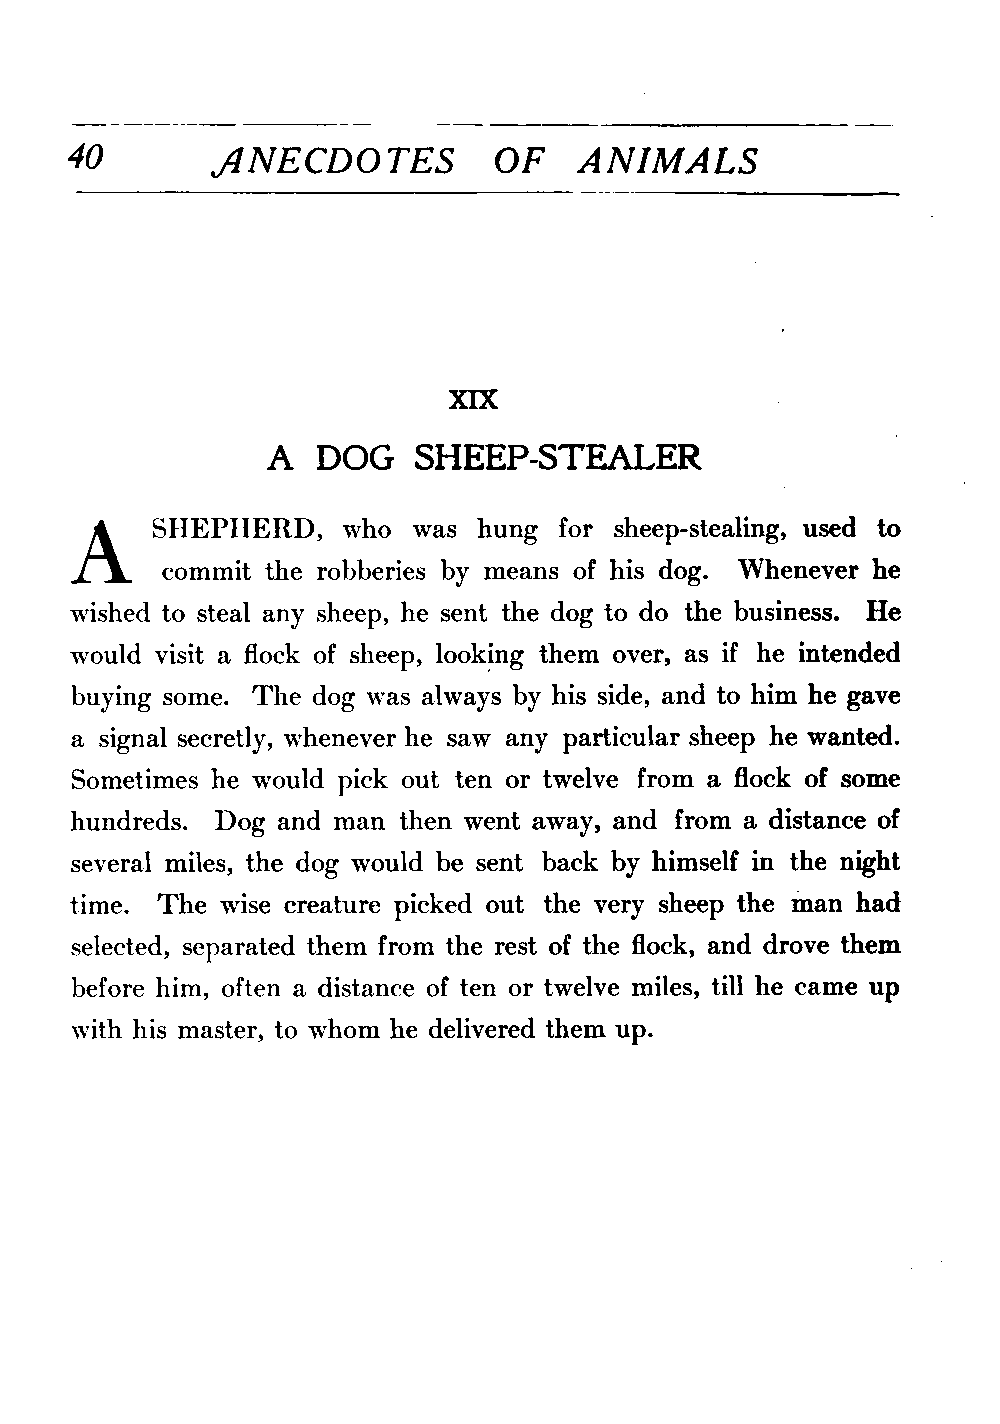 40 ANECDOTES OF ANIMALS
XIX
A DOG SHEEP-STEALER
A SHEPHERD, who was hung for sheep-stealing, used to
commit the robberies by means of his dog. Whenever he
wished to steal any sheep, he sent the dog to do the business. He
would visit a flock of sheep, looking them over, as if he intended
buying some. The dog was always by his side, and to him he gave
a signal secretly, whenever he saw any particular sheep he wanted.
Sometimes he would pick out ten or twelve from a flock of some
hundreds. Dog and man then went away, and from a distance of
several miles, the dog would be sent back by himself in the night
time. The wise creature picked out the very sheep the man had
selected, separated them from the rest of the flock, and drove them
before him, often a distance of ten or twelve miles, till he came up
with his master, to whom he delivered them up.